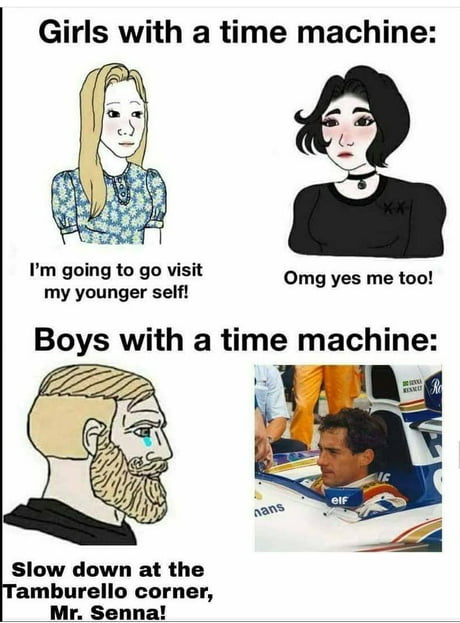 Girls with a time machine:
I'm going to go visit
my younger self!
Omg yes me too!
Boys with a time machine:
elf
Slow down at the
Tamburello corner,
Mr. Senna!